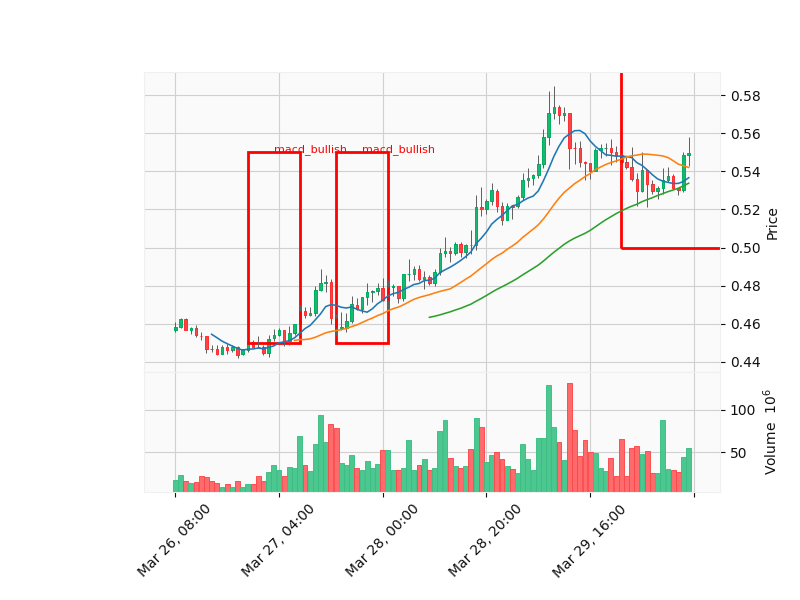 0.58
0.56
macd_bullish macd_bullish
0.54
0.52
0.50
0.48
0.46
0.44
Price
100
50
Volume 10^6
Mar 26, 08:00
Mar 27, 04:00
Mar 28, 00:00
Mar 28, 20:00
Mar 29, 16:00